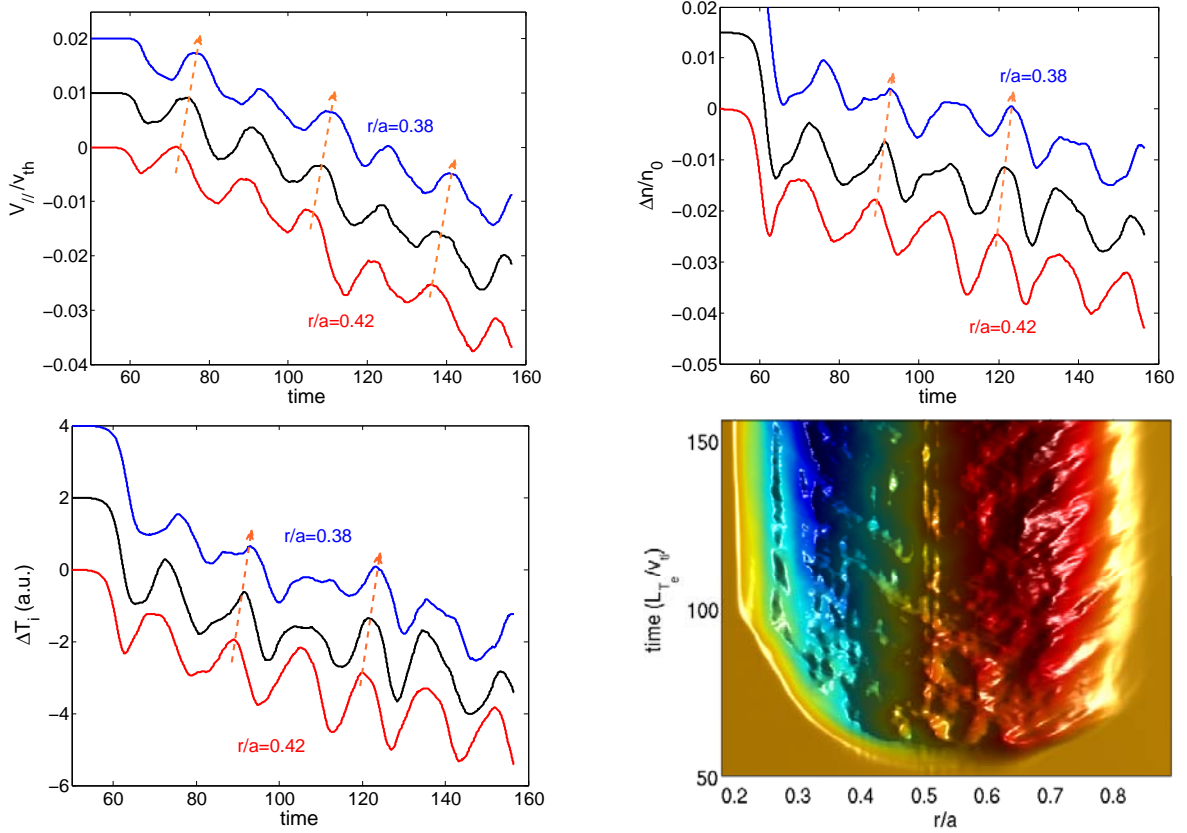 0.02
0.01
0
−0.01
−0.02
−0.03
−0.04
V///vth
r/a=0.38
r/a=0.42
60 80 100 120 140 160
time
0.02
0.01
0
−0.01
−0.02
−0.03
−0.04
−0.05
Δn/n0
r/a=0.38
r/a=0.42
60 80 100 120 140 160
time
4
2
0
−2
−4
−6
ΔTi (a.u.)
r/a=0.38
r/a=0.42
60 80 100 120 140 160
time
150
100
50
time (LTe/vti)
0.2 0.3 0.4 0.5 0.6 0.7 0.8
r/a